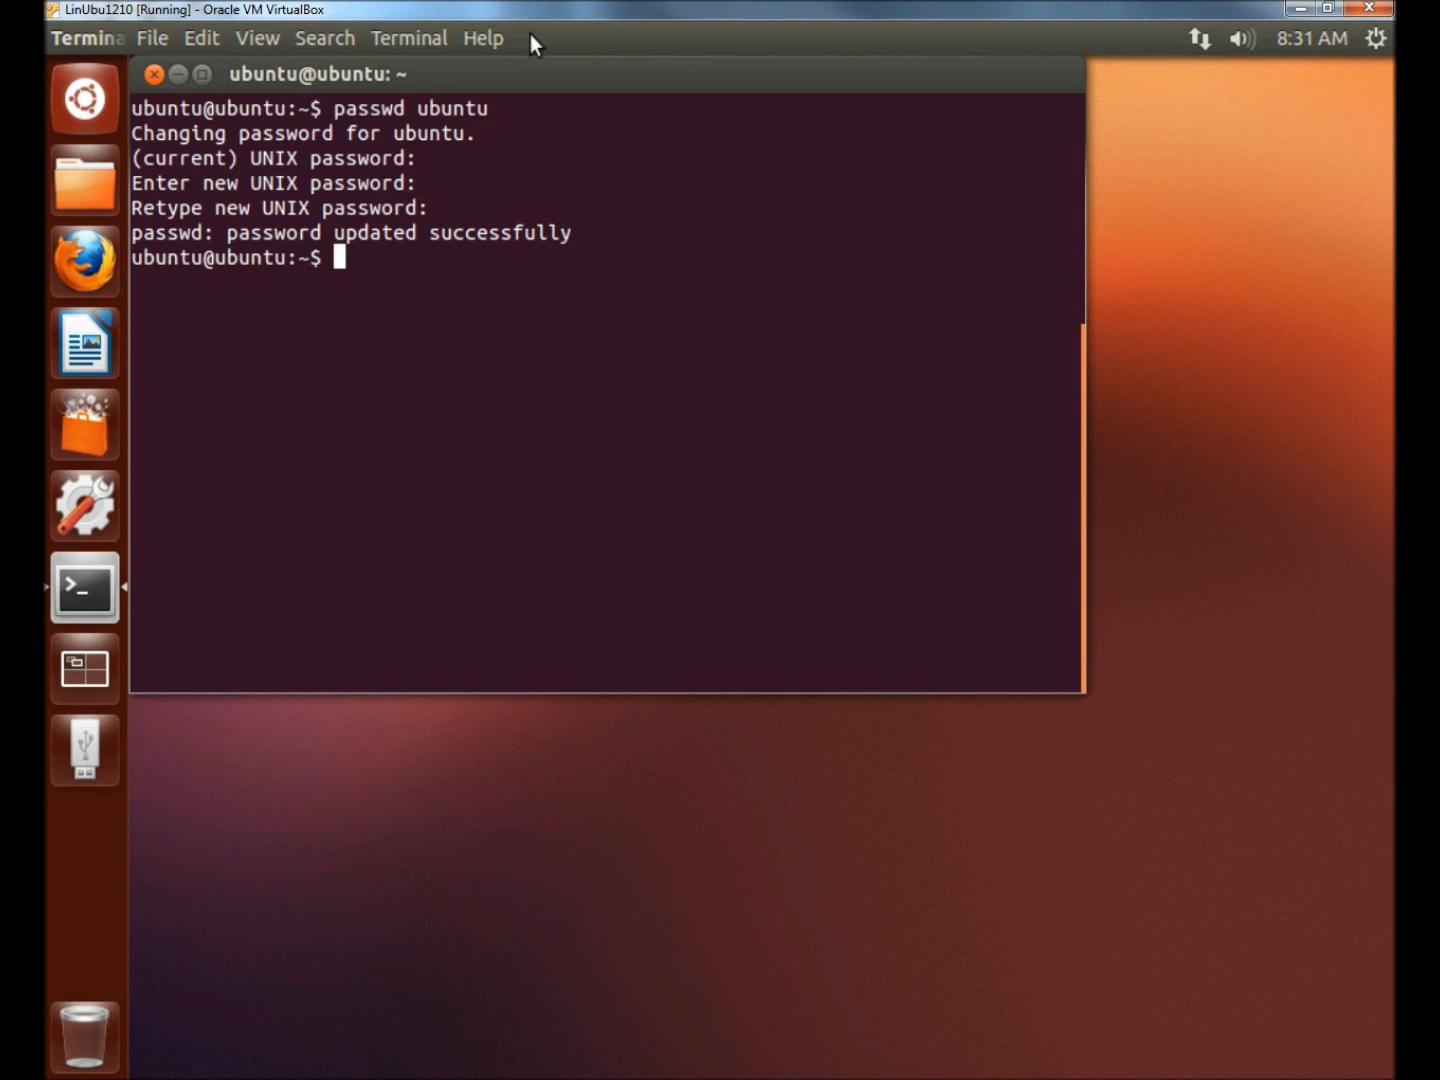 LinUbu1210 [Running] - Oracle VM VirtualBox
Termina File Edit View Search Terminal Help 8:31 AM
ubuntu@ubuntu: ~
ubuntu@ubuntu:~$ passwd ubuntu
Changing password for ubuntu.
(current) UNIX password:
Enter new UNIX password:
Retype new UNIX password:
passwd: password updated successfully
ubuntu@ubuntu:~$
>_